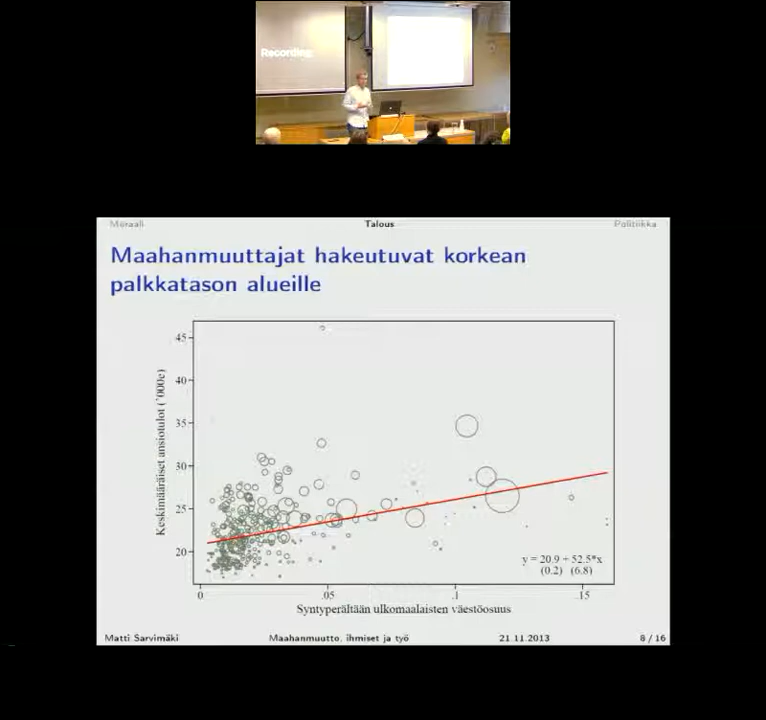 Recording
Moraali
Talous
Politiikka
Maahanmuuttajat hakeutuvat korkean
palkkatason alueille
Keskimääräiset ansiotulot ('000e)
45
40
35
30
25
20
y = 20.9 + 52.5*x
(0.2) (6.8)
0
.05
.1
.15
Syntyperältään ulkomaalaisten väestöosuus
Matti Sarvimäki
Maahanmuutto, ihmiset ja työ
21.11.2013
8 / 16